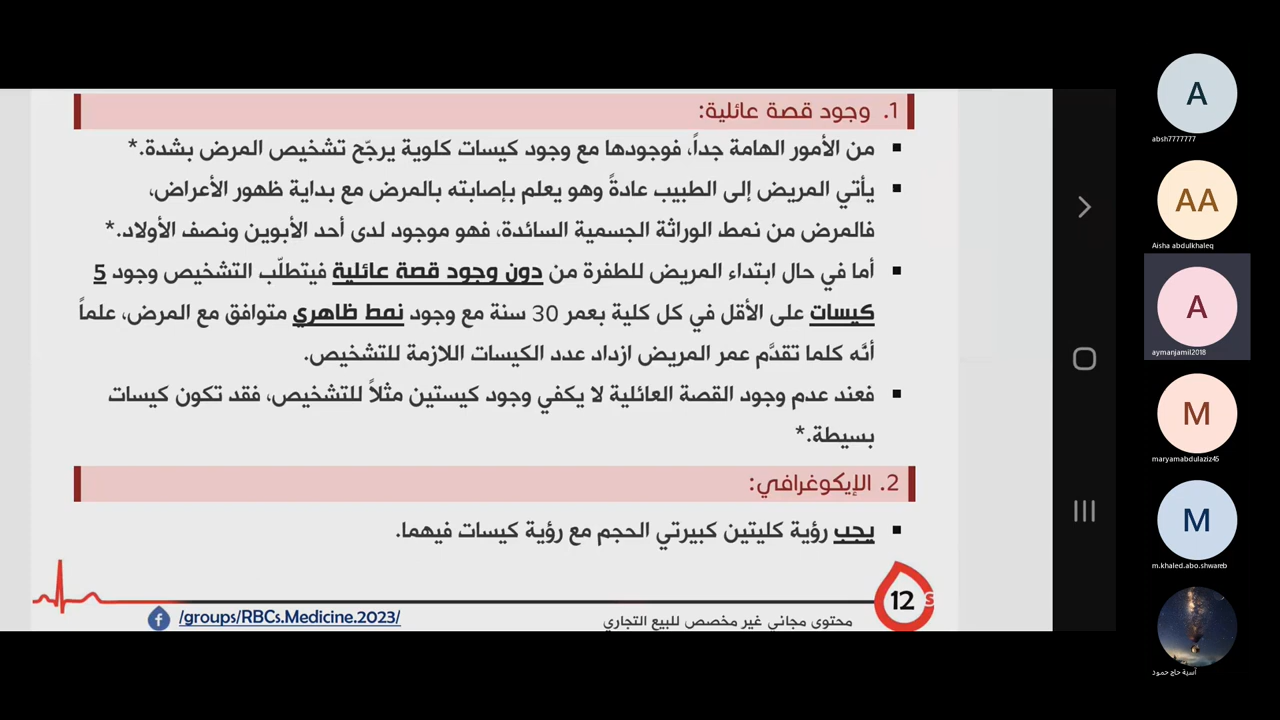 1. وجود قصة عائلية:
▪ من الأمور الهامة جداً، فوجودها مع وجود كيسات كلوية يرجّح تشخيص المرض بشدة.*
▪ يأتي المريض إلى الطبيب عادةً وهو يعلم بإصابته بالمرض مع بداية ظهور الأعراض،
فالمرض من نمط الوراثة الجسمية السائدة، فهو موجود لدى أحد الأبوين ونصف الأولاد.*
▪ أما في حال ابتداء المريض للطفرة من دون وجود قصة عائلية فيتطلّب التشخيص وجود 5
كيسات على الأقل في كل كلية بعمر 30 سنة مع وجود نمط ظاهري متوافق مع المرض، علماً
أنَّه كلما تقدَّم عمر المريض ازداد عدد الكيسات اللازمة للتشخيص.
▪ فعند عدم وجود القصة العائلية لا يكفي وجود كيستين مثلاً للتشخيص، فقد تكون كيسات
بسيطة.*
2. الإيكوغرافي:
▪ يجب رؤية كليتين كبيرتي الحجم مع رؤية كيسات فيهما.
12
محتوى مجاني غير مخصص للبيع التجاري
/groups/RBCs.Medicine.2023/
A
absh7777777
AA
Aisha abdulkhaleq
A
aymanjamil2018
M
maryamabdulaziz45
M
m.khaled.abo.shwareb
آسية حاج حمود